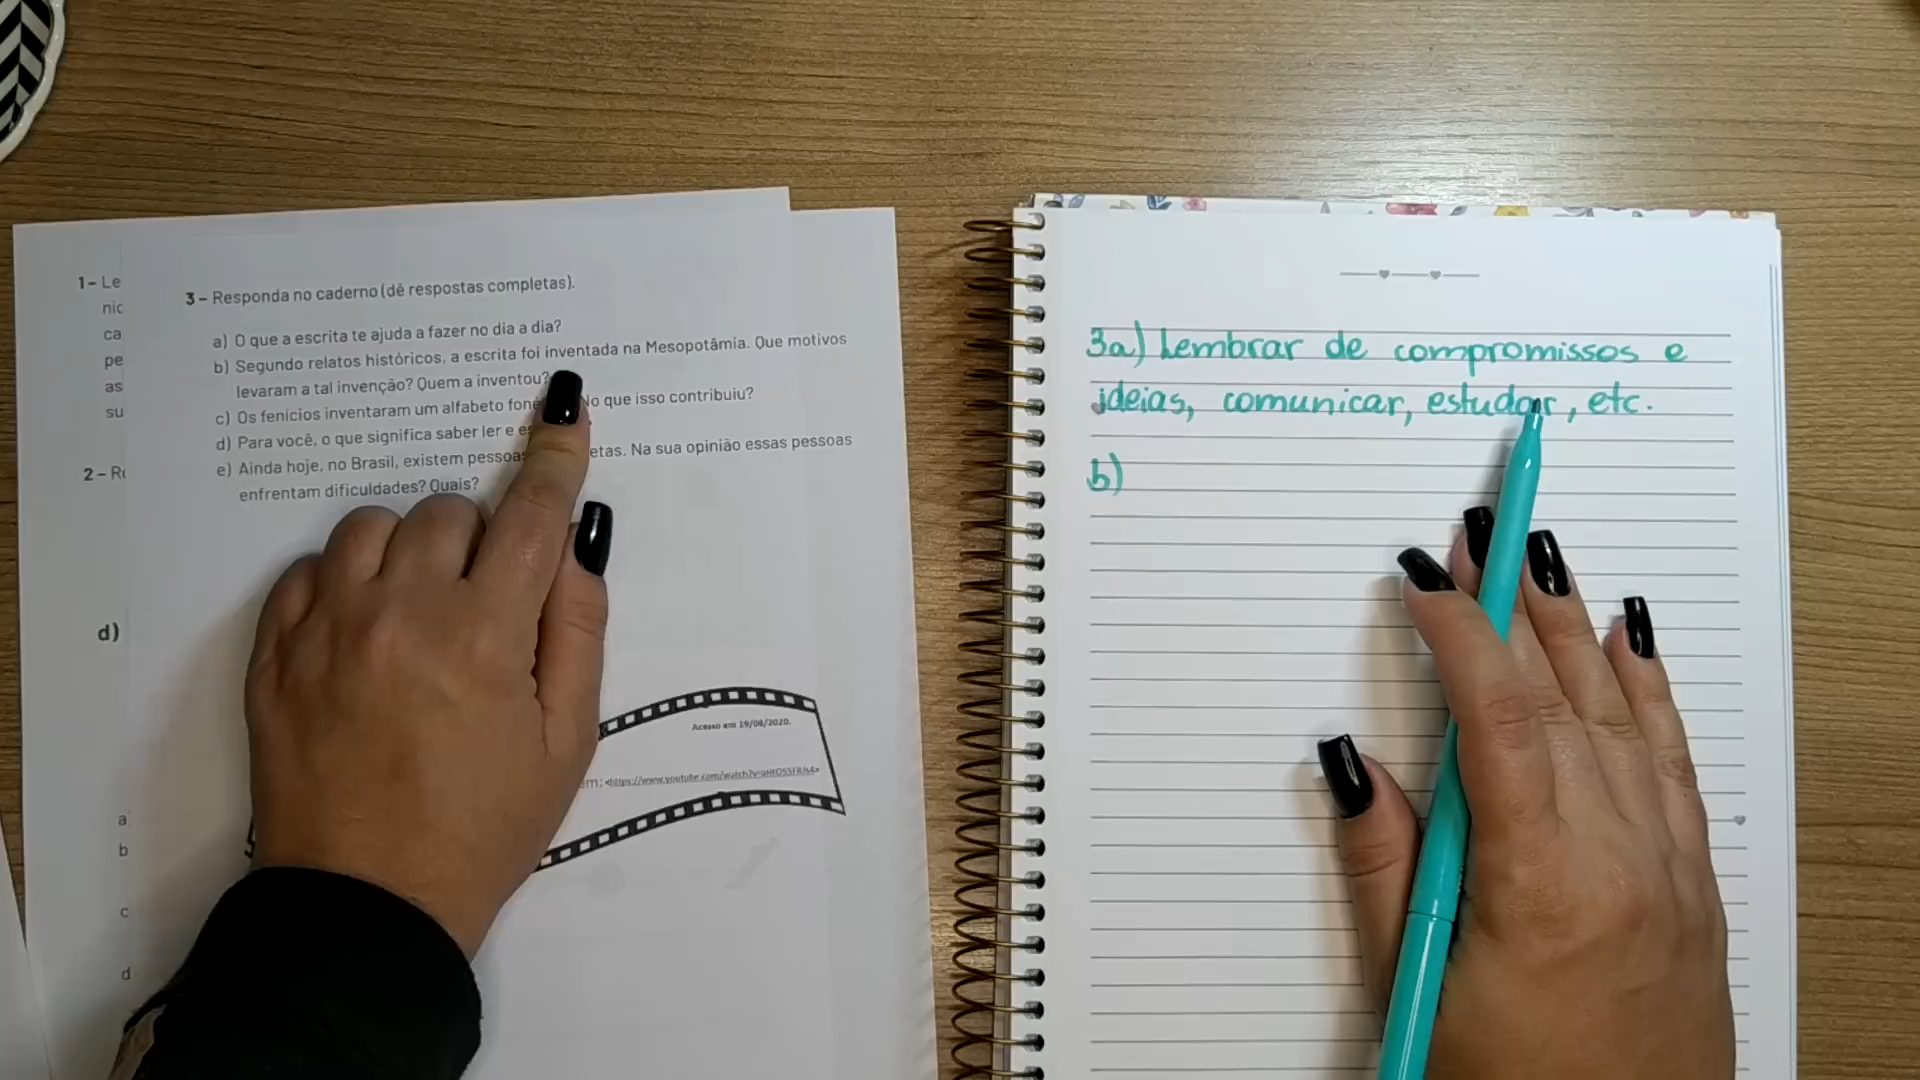 1- Le
nic
ca
pe
as
su
2 - R
d)
a
b
c
d
3 - Responda no caderno (dê respostas completas).
a) O que a escrita te ajuda a fazer no dia a dia?
b) Segundo relatos históricos, a escrita foi inventada na Mesopotâmia. Que motivos
levaram a tal invenção? Quem a inventou?
c) Os fenícios inventaram um alfabeto No que isso contribuiu?
d) Para você, o que significa saber ler e
e) Ainda hoje, no Brasil, existem Na sua opinião essas pessoas
enfrentam dificuldades? Quais?
Acesso em 19/08/2020.
3a) Lembrar de compromissos e
ideias, comunicar, estudar, etc.
b)